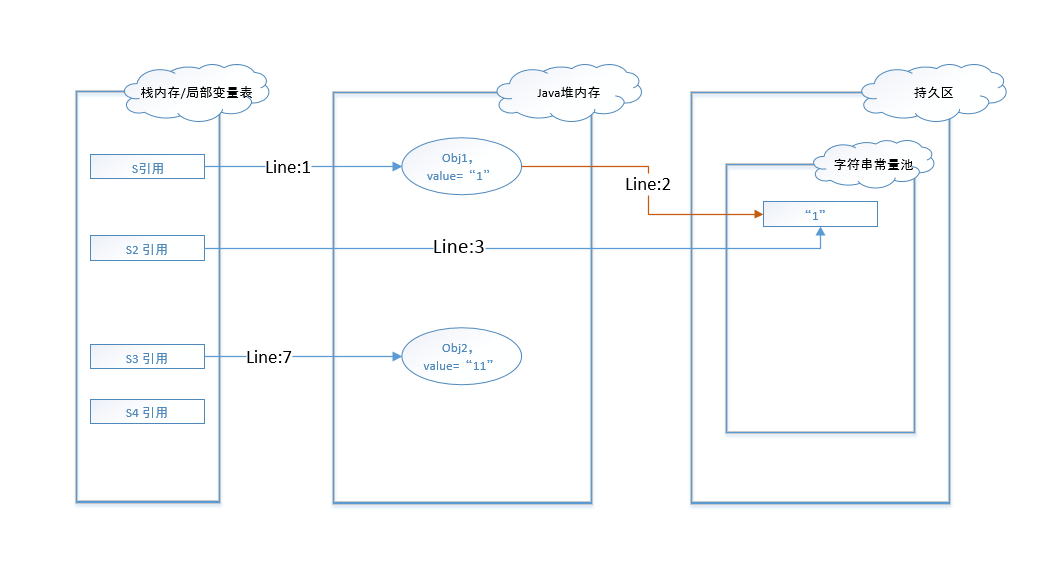 栈内存/局部变量表
Java堆内存
持久区
字符串常量池
S引用
Line:1
Obj1，
value=“1”
Line:2
“1”
S2 引用
Line:3
S3 引用
Line:7
Obj2，
value=“11”
S4 引用